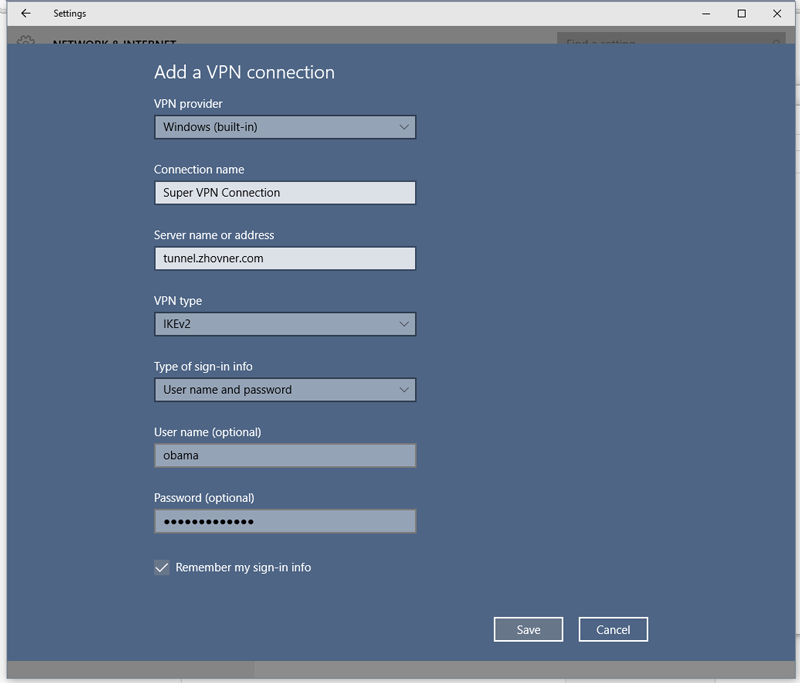 Settings
NETWORK & INTERNET
Find a setting
Add a VPN connection
VPN provider
Windows (built-in)
Connection name
Super VPN Connection
Server name or address
tunnel.zhovner.com
VPN type
IKEv2
Type of sign-in info
User name and password
User name (optional)
obama
Password (optional)
●●●●●●●●●●●●●
Remember my sign-in info
Save
Cancel